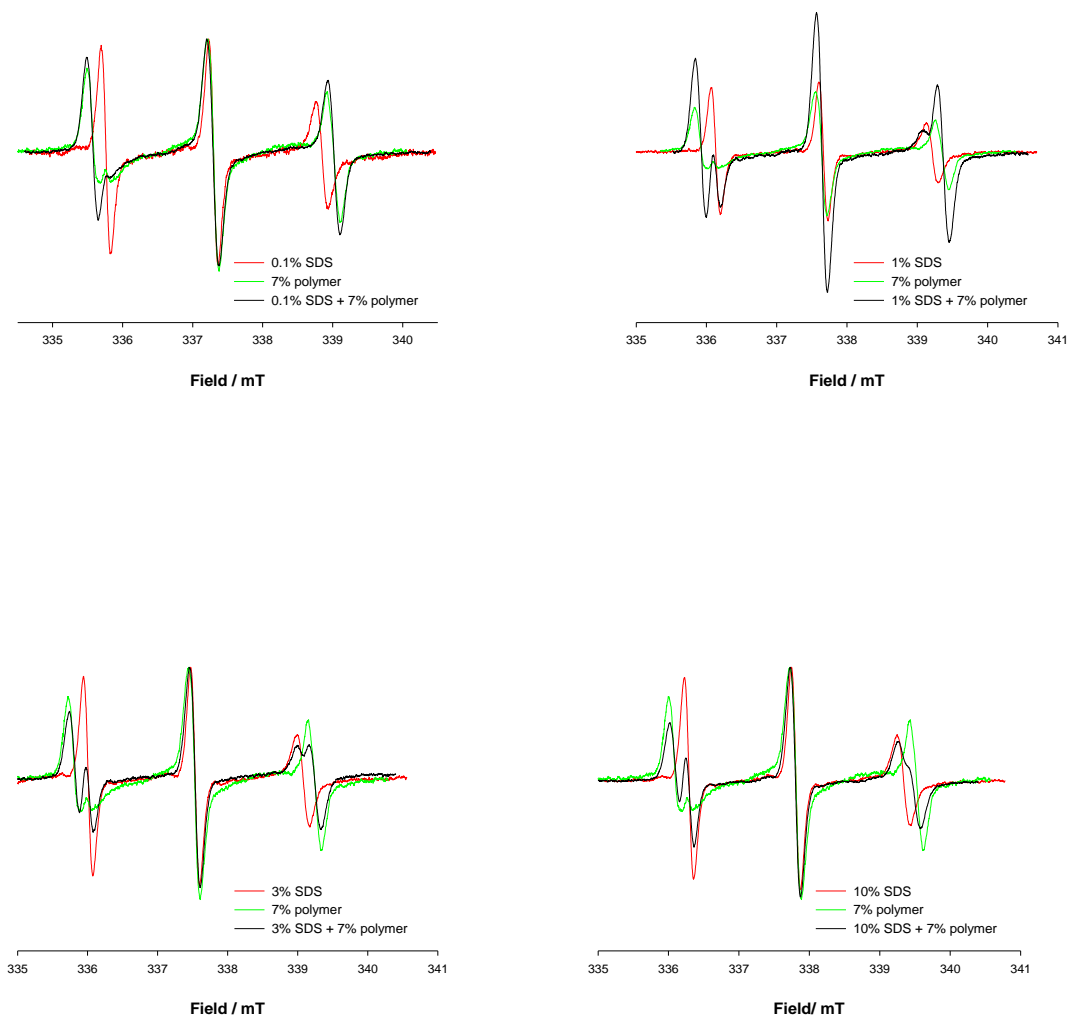 0.1% SDS
7% polymer
0.1% SDS + 7% polymer
335 336 337 338 339 340
Field / mT
1% SDS
7% polymer
1% SDS + 7% polymer
335 336 337 338 339 340 341
Field / mT
3% SDS
7% polymer
3% SDS + 7% polymer
335 336 337 338 339 340 341
Field / mT
10% SDS
7% polymer
10% SDS + 7% polymer
335 336 337 338 339 340 341
Field/ mT